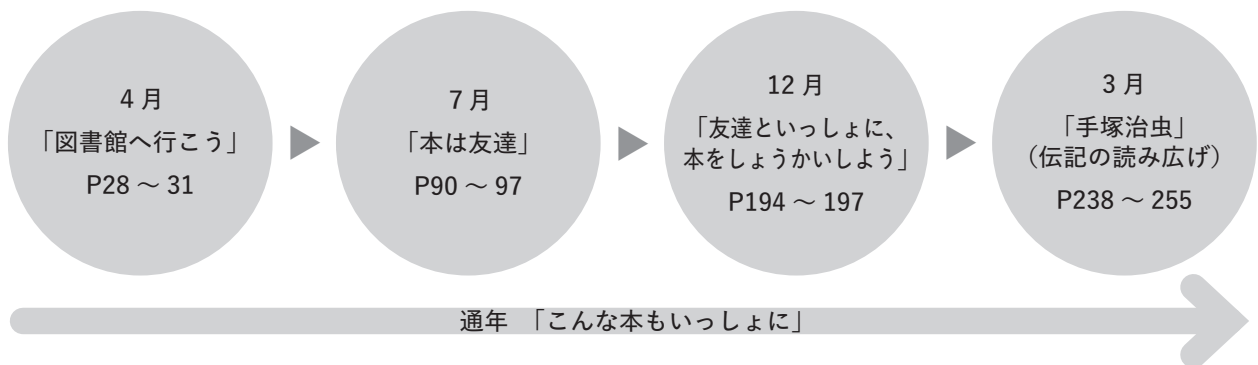 4 月
「図書館へ行こう」
P28 ～ 31
7 月
「本は友達」
P90 ～ 97
12 月
「友達といっしょに、
本をしょうかいしよう」
P194 ～ 197
3 月
「手塚治虫」
（伝記の読み広げ）
P238 ～ 255
通年 「こんな本もいっしょに」